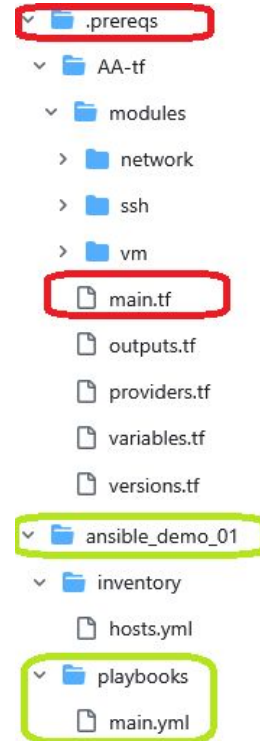 .prereqs
AA-tf
modules
network
ssh
vm
main.tf
outputs.tf
providers.tf
variables.tf
versions.tf
ansible_demo_01
inventory
hosts.yml
playbooks
main.yml